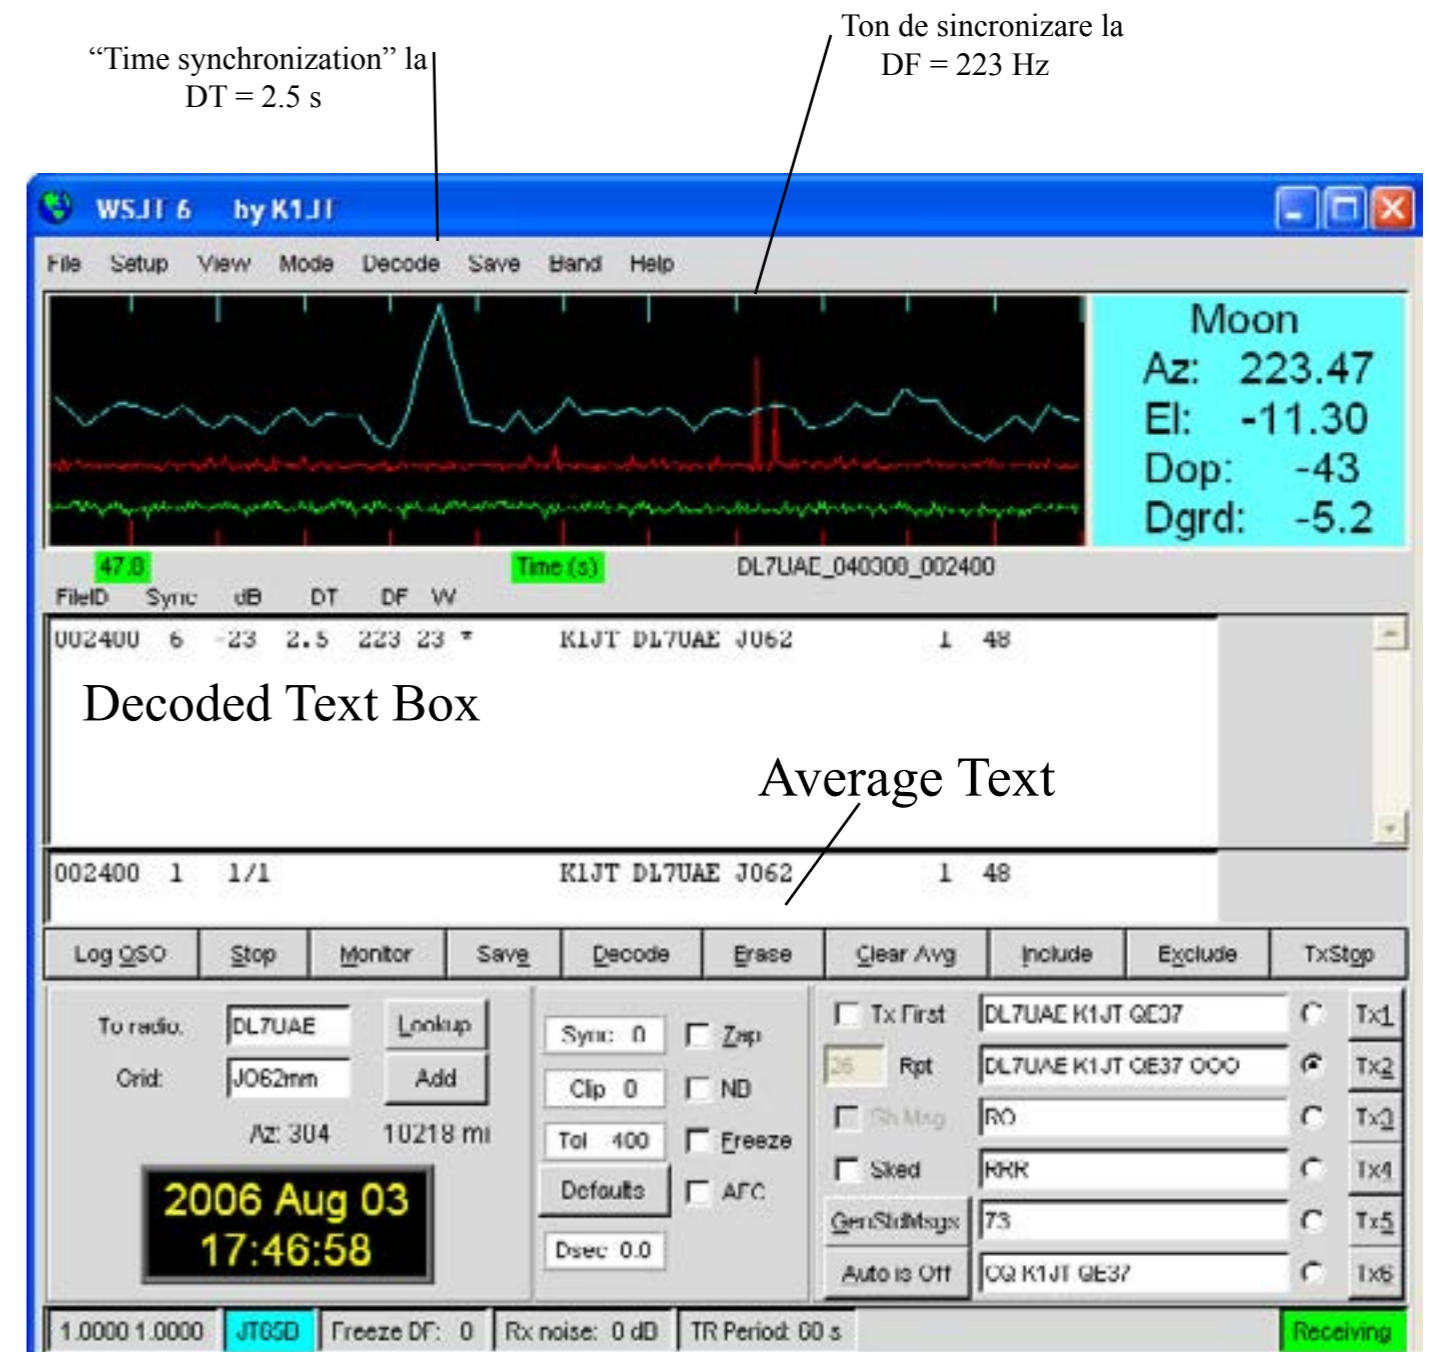 Ton de sincronizare la
DF = 223 Hz
“Time synchronization” la
DT = 2.5 s
WSJT 6 by K1JT
File Setup View Mode Decode Save Band Help
Moon
Az: 223.47
El: -11.30
Dop: -43
Dgrd: -5.2
47.8 Time (s) DL7UAE_040300_002400
FileID Sync dB DT DF W
002400 6 -23 2.5 223 23 * K1JT DL7UAE JO62 1 48
Decoded Text Box
Average Text
002400 1 1/1 K1JT DL7UAE JO62 1 48
Log QSO Stop Monitor Save Decode Erase Clear Avg Include Exclude TxStop
To radio: DL7UAE Lookup
Grid: JO62mm Add
Az: 304 10218 mi
2006 Aug 03
17:46:58
Sync 0 Zap
Clip 0 NB
Tol 400 Freeze
Defaults AFC
Dsec 0.0
Tx First DL7UAE K1JT QE37 Tx1
26 Rpt DL7UAE K1JT QE37 OOO Tx2
Sh Msg RO Tx3
Sked RRR Tx4
GenStdMsgs 73 Tx5
Auto is Off CQ K1JT QE37 Tx6
1.0000 1.0000 JT65B Freeze DF: 0 Rx noise: 0 dB TR Period: 60 s Receiving